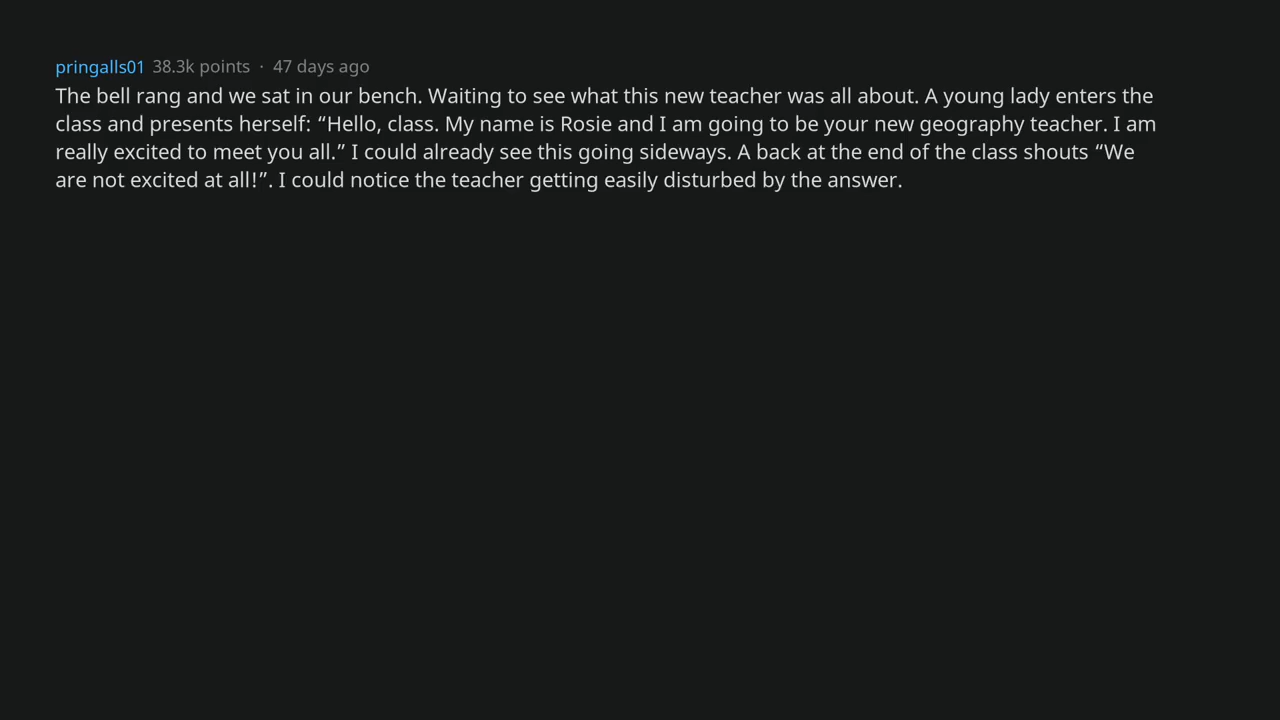 pringalls01 38.3k points · 47 days ago
The bell rang and we sat in our bench. Waiting to see what this new teacher was all about. A young lady enters the
class and presents herself: “Hello, class. My name is Rosie and I am going to be your new geography teacher. I am
really excited to meet you all.” I could already see this going sideways. A back at the end of the class shouts “We
are not excited at all!”. I could notice the teacher getting easily disturbed by the answer.